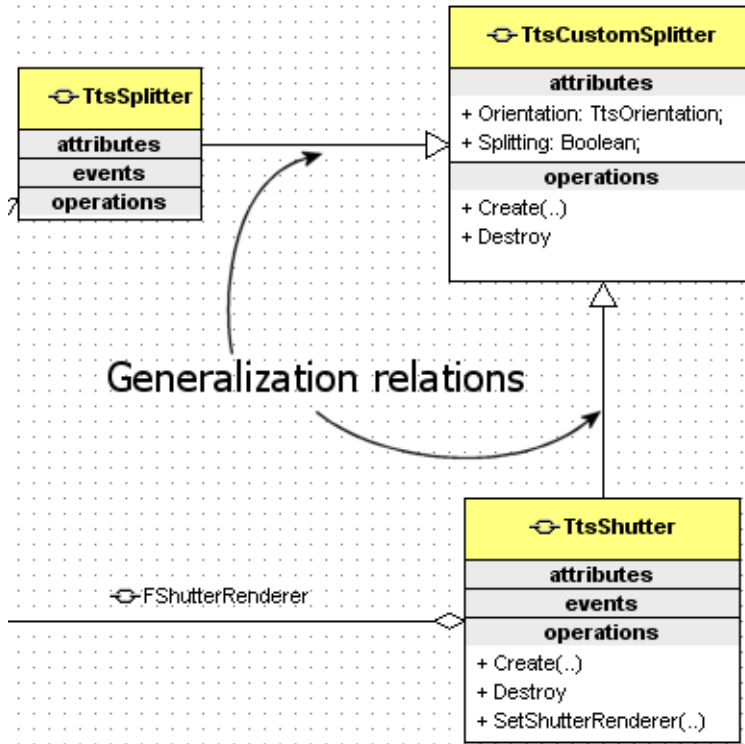 TtsCustomSplitter
attributes
+ Orientation: TtsOrientation;
+ Splitting: Boolean;
operations
+ Create(..)
+ Destroy
TtsSplitter
attributes
events
operations
Generalization relations
TtsShutter
attributes
events
operations
+ Create(..)
+ Destroy
+ SetShutterRenderer(..)
FShutterRenderer